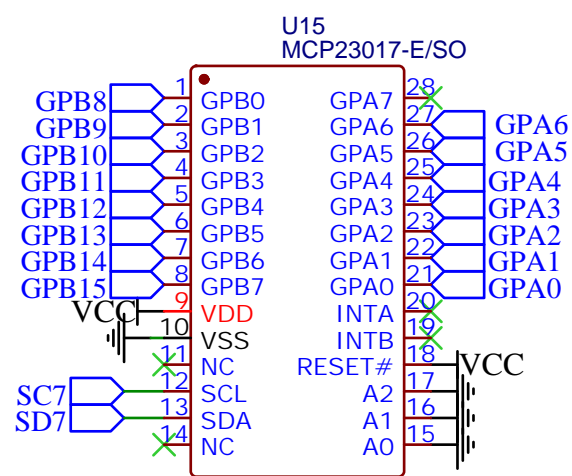 U15
MCP23017-E/SO
GPB8 1 GPB0 GPA7 28
GPB9 2 GPB1 GPA6 27 GPA6
GPB10 3 GPB2 GPA5 26 GPA5
GPB11 4 GPB3 GPA4 25 GPA4
GPB12 5 GPB4 GPA3 24 GPA3
GPB13 6 GPB5 GPA2 23 GPA2
GPB14 7 GPB6 GPA1 22 GPA1
GPB15 8 GPB7 GPA0 21 GPA0
VCC 9 VDD INTA 20
10 VSS INTB 19
11 NC RESET# 18 VCC
SC7 12 SCL A2 17
SD7 13 SDA A1 16
14 NC A0 15